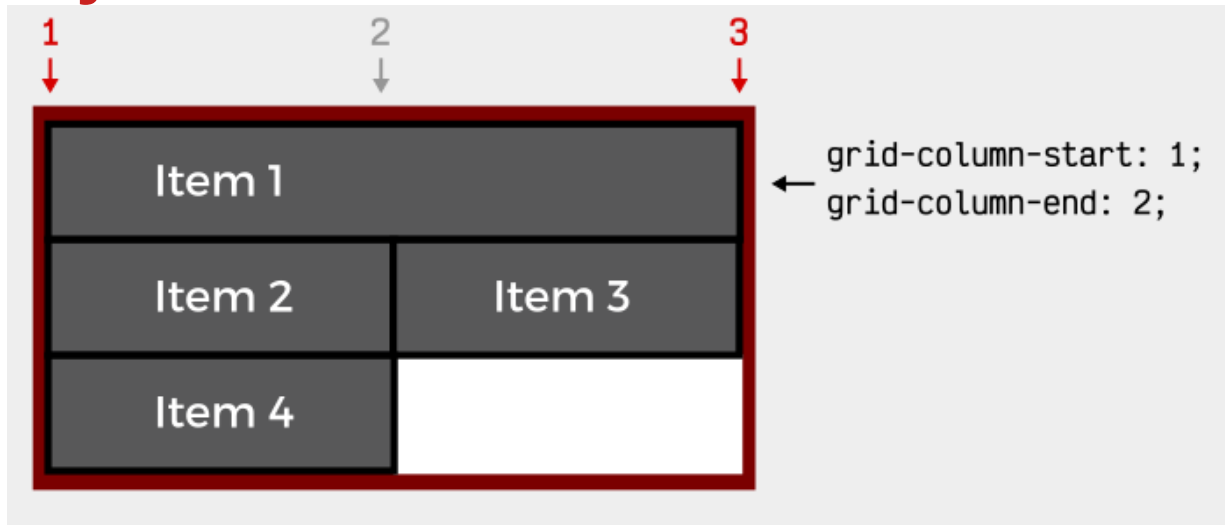 1 2 3
Item 1
grid-column-start: 1;
grid-column-end: 2;
Item 2 Item 3
Item 4